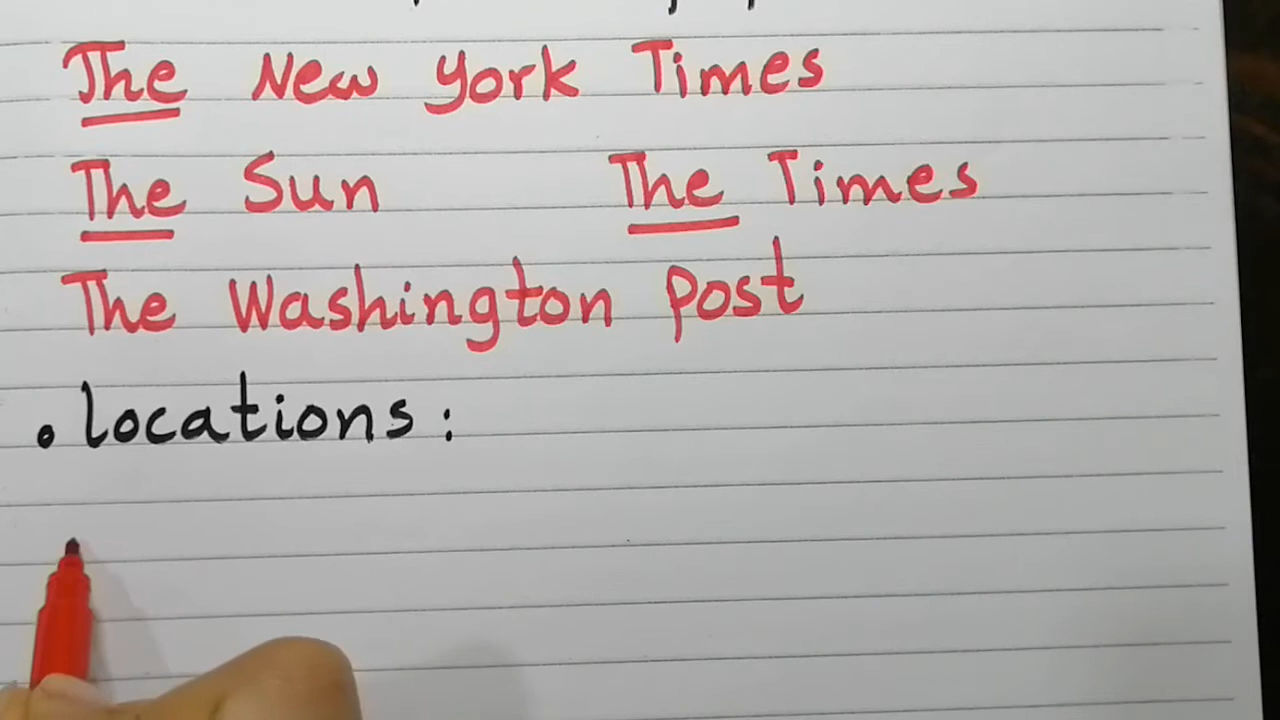 The New York Times
The Sun The Times
The Washington post
. locations :